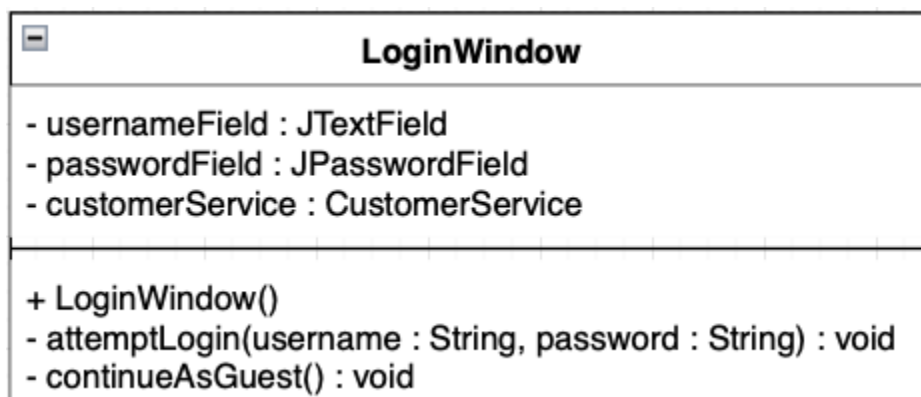 LoginWindow
- usernameField : JTextField
- passwordField : JPasswordField
- customerService : CustomerService
+ LoginWindow()
- attemptLogin(username : String, password : String) : void
- continueAsGuest() : void